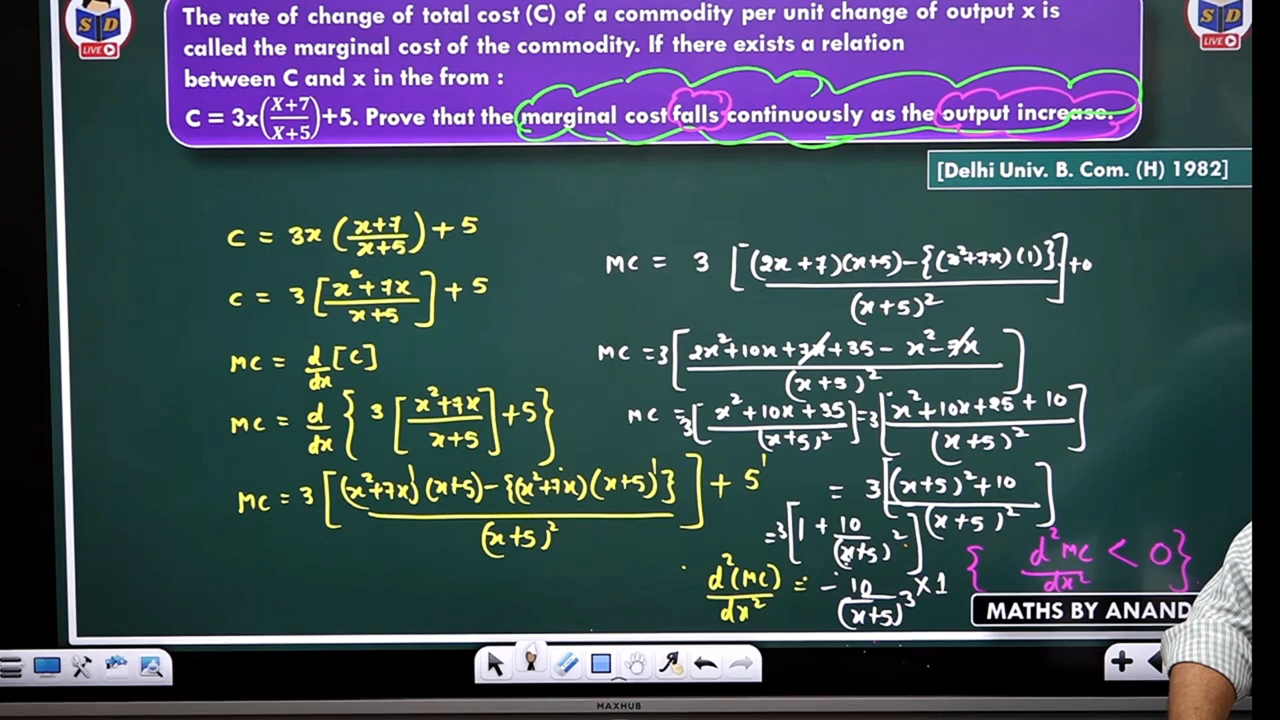 The rate of change of total cost (C) of a commodity per unit change of output x is
called the marginal cost of the commodity. If there exists a relation
between C and x in the from :
C = 3x((X+7)/(X+5))+5. Prove that the marginal cost falls continuously as the output increase.
SD
LIVE
SD
LIVE
[Delhi Univ. B. Com. (H) 1982]
C = 3x ((x+7)/(x+5)) + 5
C = 3 [(x²+7x)/(x+5)] + 5
MC = d/dx [C]
MC = d/dx { 3 [(x²+7x)/(x+5)] + 5 }
MC = 3 [((x²+7x)' (x+5) - {(x²+7x)(x+5)'})/(x+5)²] + 5'
MC = 3 [((2x+7)(x+5) - {(x²+7x)(1)})/(x+5)²] + 0
MC = 3 [(2x²+10x+7x+35 - x²-7x)/(x+5)²]
MC = 3 [(x²+10x+35)/(x+5)²] = 3 [(x²+10x+25+10)/(x+5)²]
= 3 [((x+5)²+10)/(x+5)²]
= 3 [1 + 10/(x+5)²]
d²(MC)/dx² = - 10/(x+5)³ × 1
{ d²MC/dx² < 0 }
MATHS BY ANAND
MAXHUB